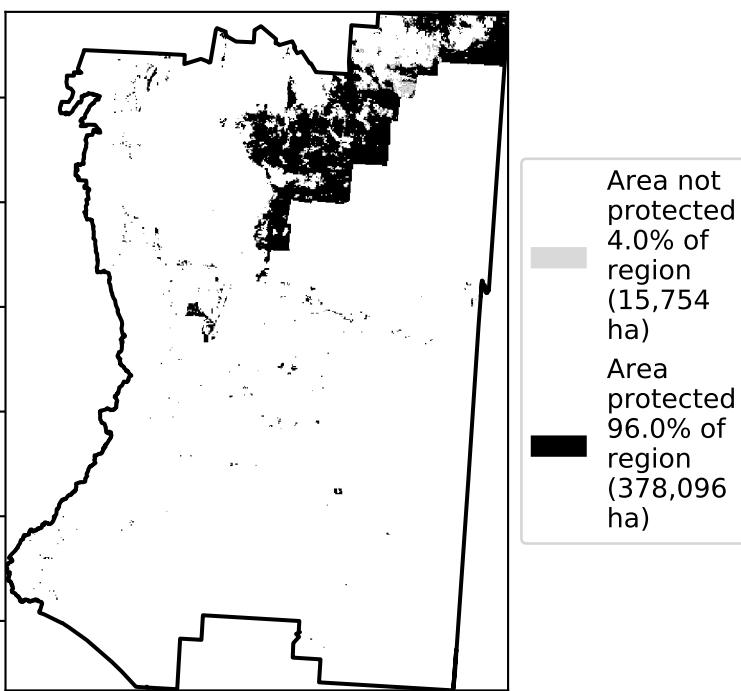 Area not
protected
4.0% of
region
(15,754
ha)
Area
protected
96.0% of
region
(378,096
ha)